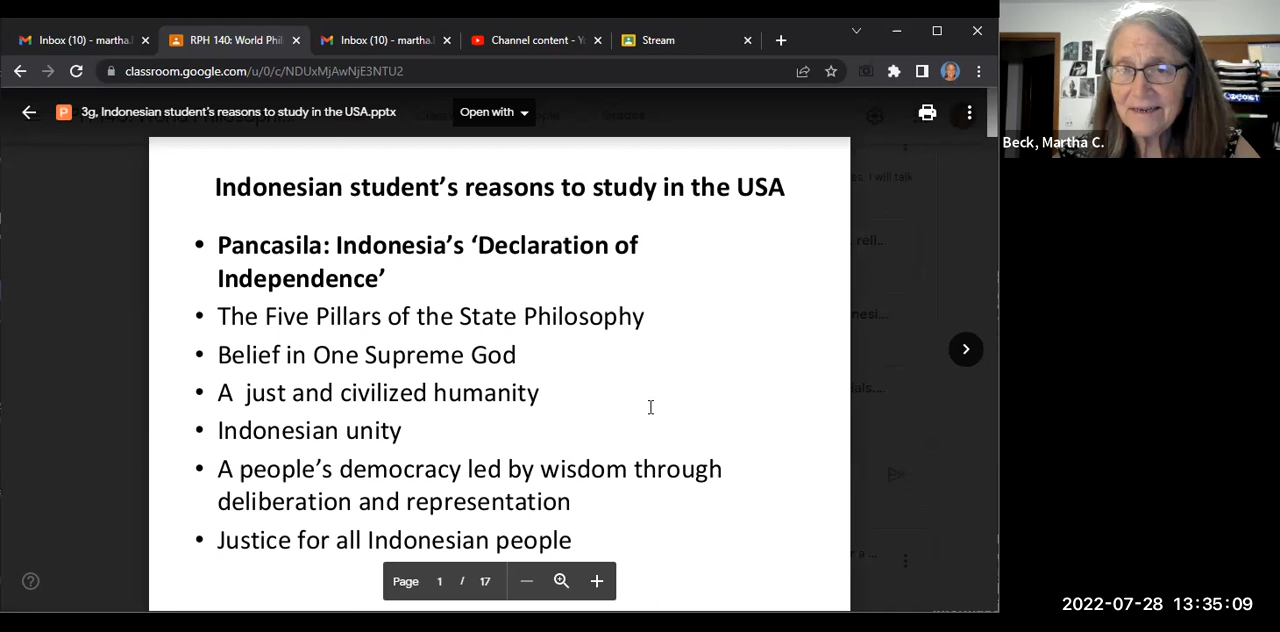 Inbox (10) - martha.
RPH 140: World Phi
Inbox (10) - martha.
Channel content - Y
Stream
classroom.google.com/u/0/c/NDUxMjAwNjE3NTU2
3g, Indonesian student's reasons to study in the USA.pptx
Open with
Beck, Martha C.
es. I will talk
Indonesian student's reasons to study in the USA
• Pancasila: Indonesia's ‘Declaration of
Independence’
• The Five Pillars of the State Philosophy
• Belief in One Supreme God
• A just and civilized humanity
• Indonesian unity
• A people's democracy led by wisdom through
deliberation and representation
• Justice for all Indonesian people
Page 1 / 17
2022-07-28 13:35:09